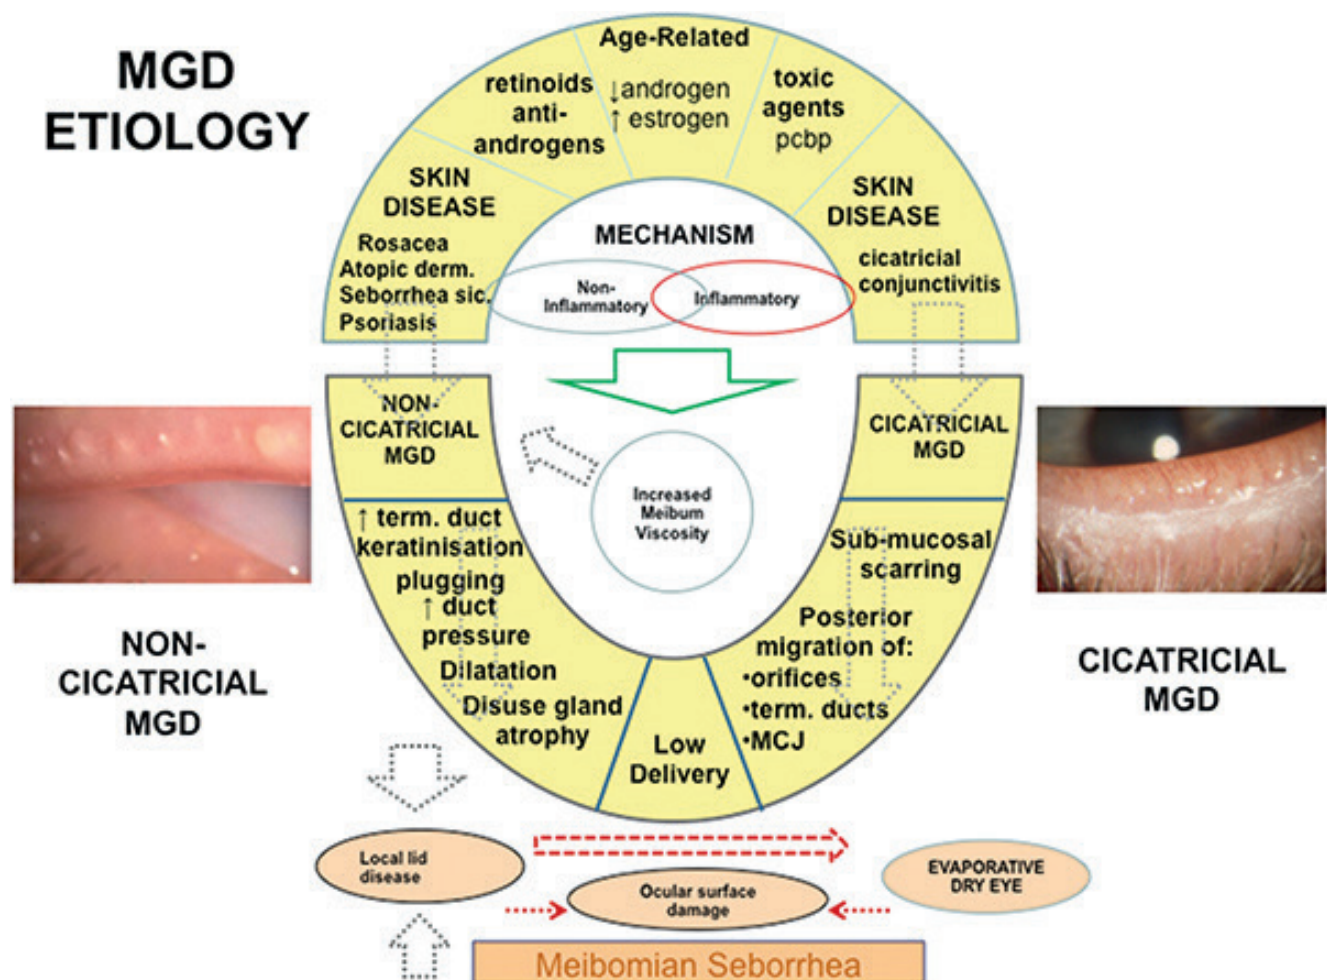 MGD
ETIOLOGY
Age-Related
↓androgen
↑ estrogen
retinoids
anti-
androgens
toxic
agents
pcbp
SKIN
DISEASE
Rosacea
Atopic derm.
Seborrhea sic.
Psoriasis
SKIN
DISEASE
cicatricial
conjunctivitis
MECHANISM
Non-
Inflammatory
Inflammatory
NON-
CICATRICIAL
MGD
CICATRICIAL
MGD
Increased
Meibum
Viscosity
↑ term. duct
keratinisation
plugging
↑ duct
pressure
Dilatation
Disuse gland
atrophy
Low
Delivery
Sub-mucosal
scarring
Posterior
migration of:
•orifices
•term. ducts
•MCJ
NON-
CICATRICIAL
MGD
CICATRICIAL
MGD
Local lid
disease
Ocular surface
damage
EVAPORATIVE
DRY EYE
Meibomian Seborrhea